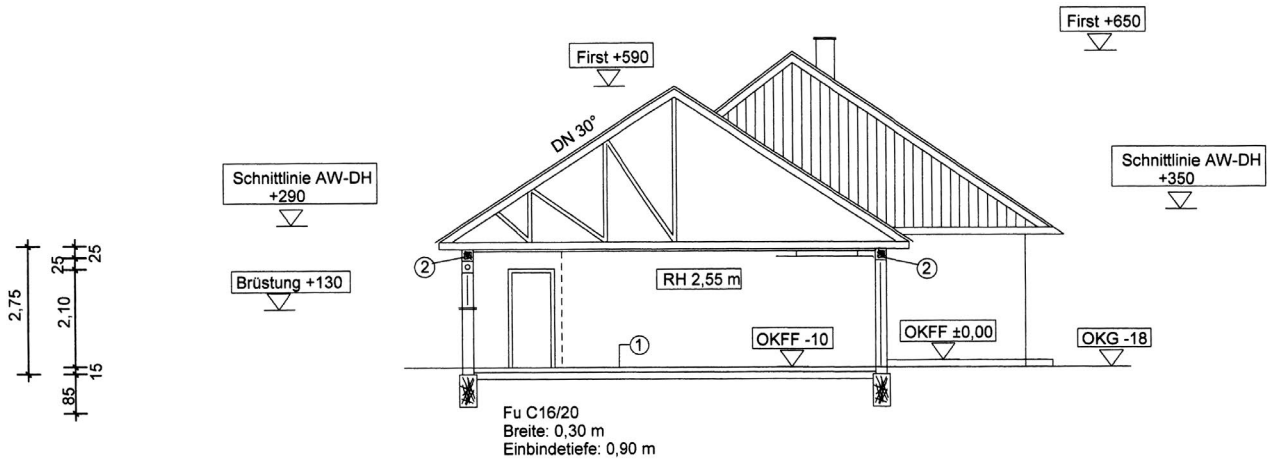 First +650
First +590
DN 30°
Schnittlinie AW-DH
+290
Schnittlinie AW-DH
+350
25
25
2,75
2,10
15
85
2
2
Brüstung +130
RH 2,55 m
1
OKFF -10
OKFF ±0,00
OKG -18
Fu C16/20
Breite: 0,30 m
Einbindetiefe: 0,90 m